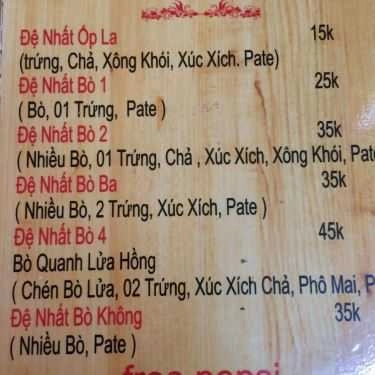 Đệ Nhất Ốp La 15k
(trứng, Chả, Xông Khói, Xúc Xích. Pate)
Đệ Nhất Bò 1 25k
( Bò, 01 Trứng, Pate )
Đệ Nhất Bò 2 35k
( Nhiều Bò, 01 Trứng, Chả , Xúc Xích, Xông Khói, Pat
Đệ Nhất Bò Ba 35k
( Nhiều Bò, 2 Trứng, Xúc Xích, Pate )
Đệ Nhất Bò 4 45k
Bò Quanh Lửa Hồng
( Chén Bò Lửa, 02 Trứng, Xúc Xích Chả, Phô Mai, P
Đệ Nhất Bò Không 35k
( Nhiều Bò, Pate )
free pepsi